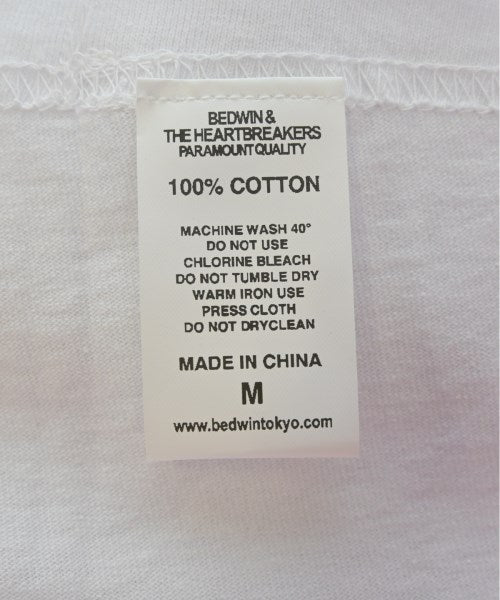 BEDWIN &
THE HEARTBREAKERS
PARAMOUNT QUALITY
100% COTTON
MACHINE WASH 40°
DO NOT USE
CHLORINE BLEACH
DO NOT TUMBLE DRY
WARM IRON USE
PRESS CLOTH
DO NOT DRYCLEAN
MADE IN CHINA
M
www.bedwintokyo.com